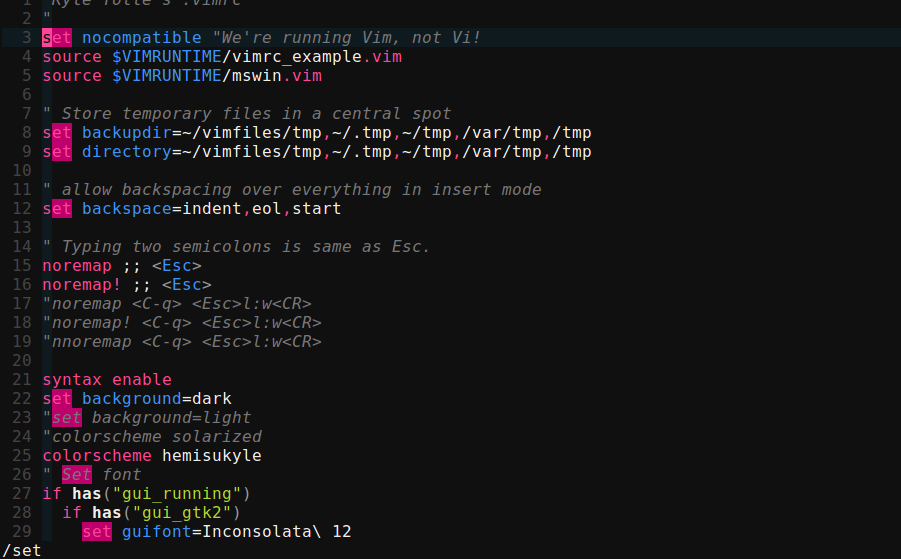 1 "Kyle Tolle's .vimrc
2 "
3 set nocompatible "We're running Vim, not Vi!
4 source $VIMRUNTIME/vimrc_example.vim
5 source $VIMRUNTIME/mswin.vim
6
7 " Store temporary files in a central spot
8 set backupdir=~/vimfiles/tmp,~/.tmp,~/tmp,/var/tmp,/tmp
9 set directory=~/vimfiles/tmp,~/.tmp,~/tmp,/var/tmp,/tmp
10
11 " allow backspacing over everything in insert mode
12 set backspace=indent,eol,start
13
14 " Typing two semicolons is same as Esc.
15 noremap ;; <Esc>
16 noremap! ;; <Esc>
17 "noremap <C-q> <Esc>l:w<CR>
18 "noremap! <C-q> <Esc>l:w<CR>
19 "nnoremap <C-q> <Esc>l:w<CR>
20
21 syntax enable
22 set background=dark
23 "set background=light
24 "colorscheme solarized
25 colorscheme hemisukyle
26 " Set font
27 if has("gui_running")
28   if has("gui_gtk2")
29     set guifont=Inconsolata\ 12
/set